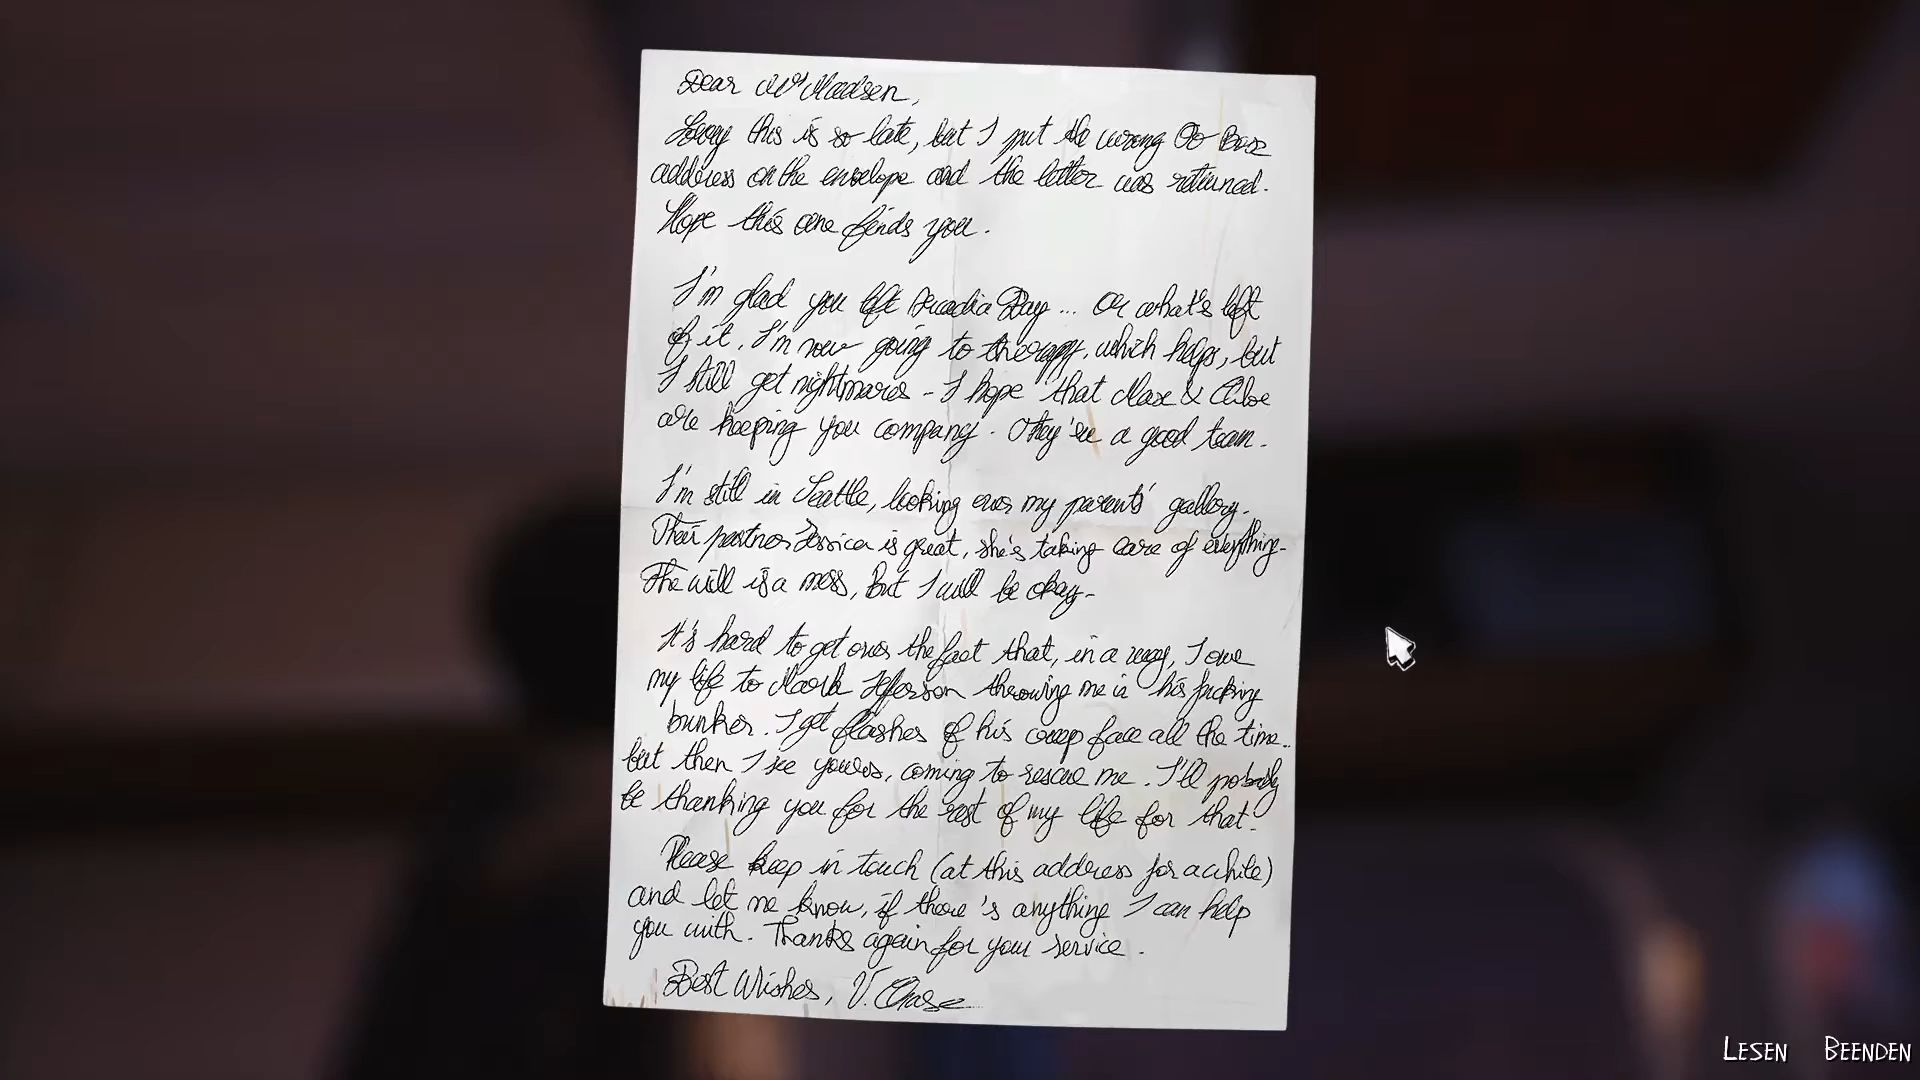 Dear Mr Madsen,
Sorry this is so late, but I put the wrong PO Box
address on the envelope and the letter was returned.
Hope this one finds you.
I'm glad you left Arcadia Bay... Or what's left
of it. I'm now going to therapy, which helps, but
I still get nightmares - I hope that Max & Chloe
are keeping you company. They're a good team.
I'm still in Seattle, looking over my parents' gallery.
Their partner Jessica is great, she's taking care of everything.
The will is a mess, But I will be okay.
It's hard to get over the fact that, in a way, I owe
my life to Mark Jefferson throwing me in his fucking
bunker. I get flashes of his creep face all the time..
but then I see yours, coming to rescue me. I'll probably
be thanking you for the rest of my life for that.
Please keep in touch (at this address for a while)
and let me know, if there's anything I can help
you with. Thanks again for your service.
Best Wishes, V. Chase
LESEN BEENDEN